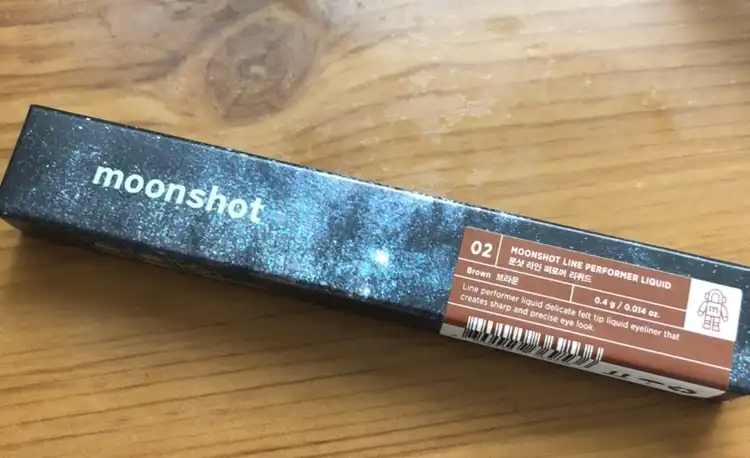 moonshot
02
MOONSHOT LINE PERFORMER LIQUID
문샷 라인 퍼포머 리퀴드
Brown 브라운
0.4 g / 0.014 oz.
Line performer liquid delicate felt tip liquid eyeliner that
creates sharp and precise eye look.